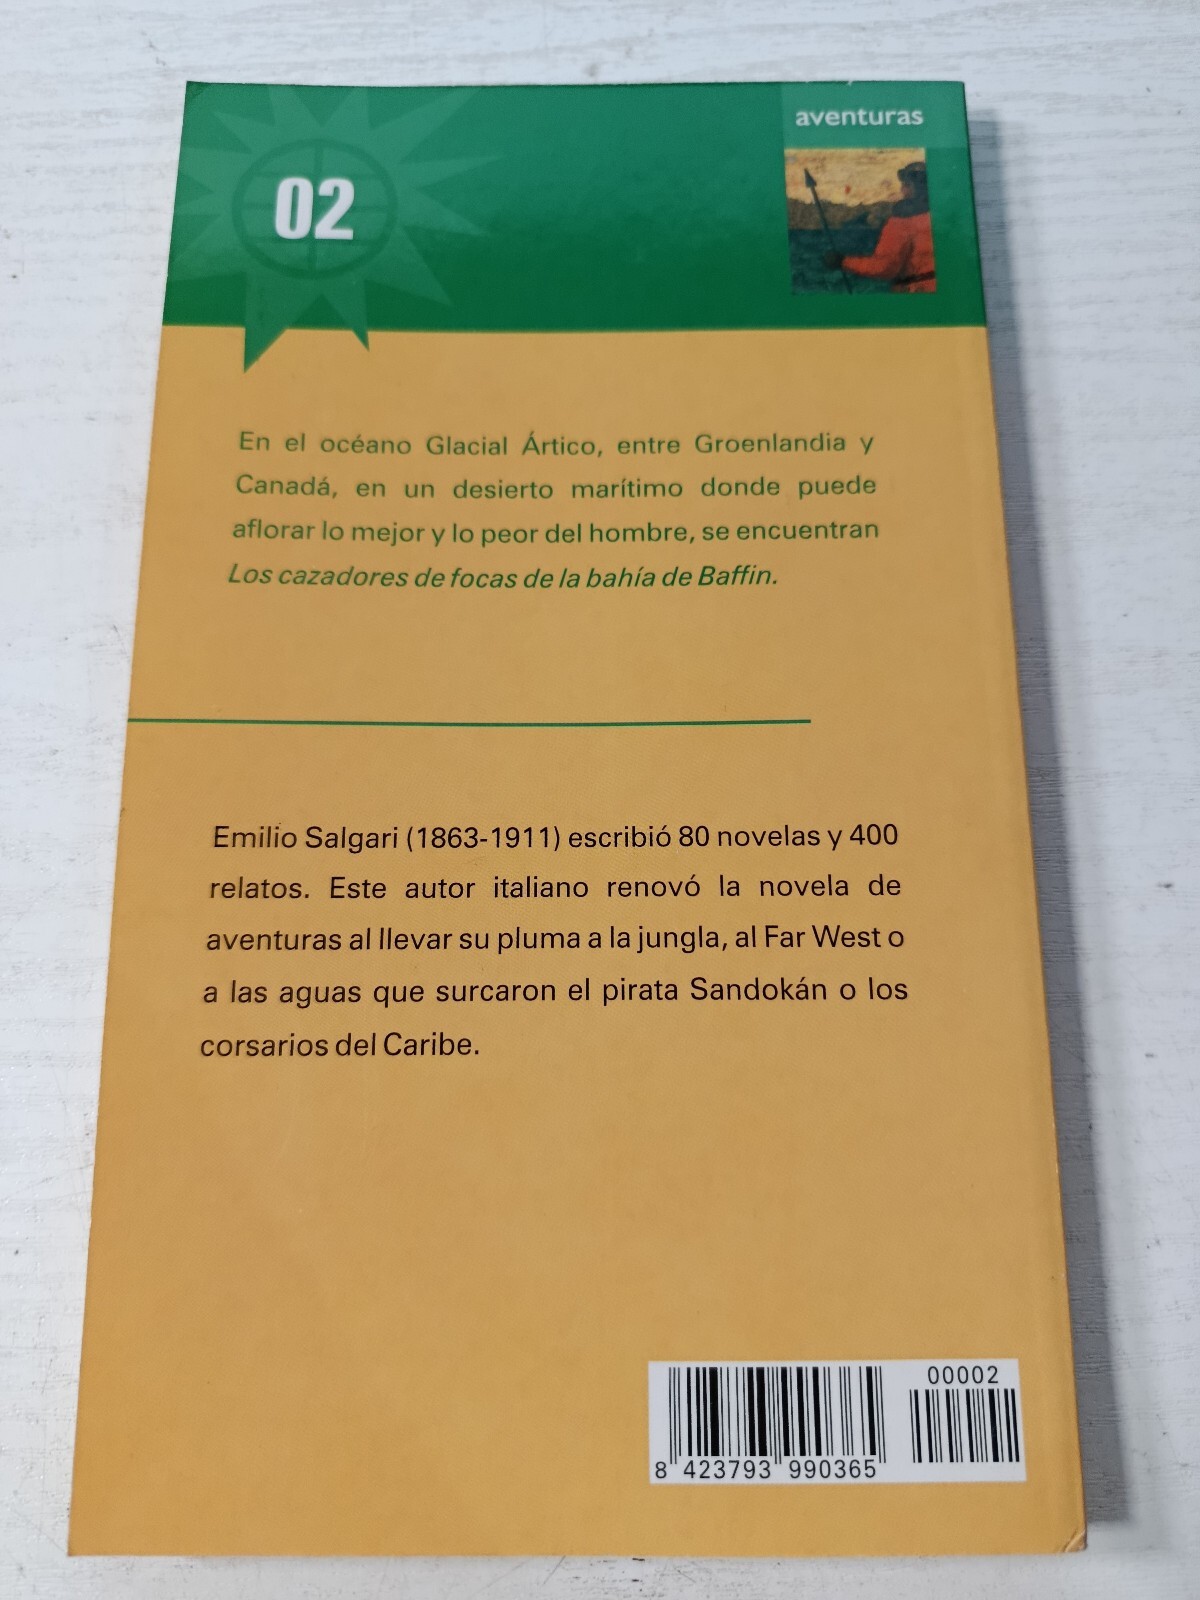 02
aventuras
En el océano Glacial Ártico, entre Groenlandia y
Canadá, en un desierto marítimo donde puede
aflorar lo mejor y lo peor del hombre, se encuentran
Los cazadores de focas de la bahía de Baffin.
Emilio Salgari (1863-1911) escribió 80 novelas y 400
relatos. Este autor italiano renovó la novela de
aventuras al llevar su pluma a la jungla, al Far West o
a las aguas que surcaron el pirata Sandokán o los
corsarios del Caribe.
00002
8 423793 990365